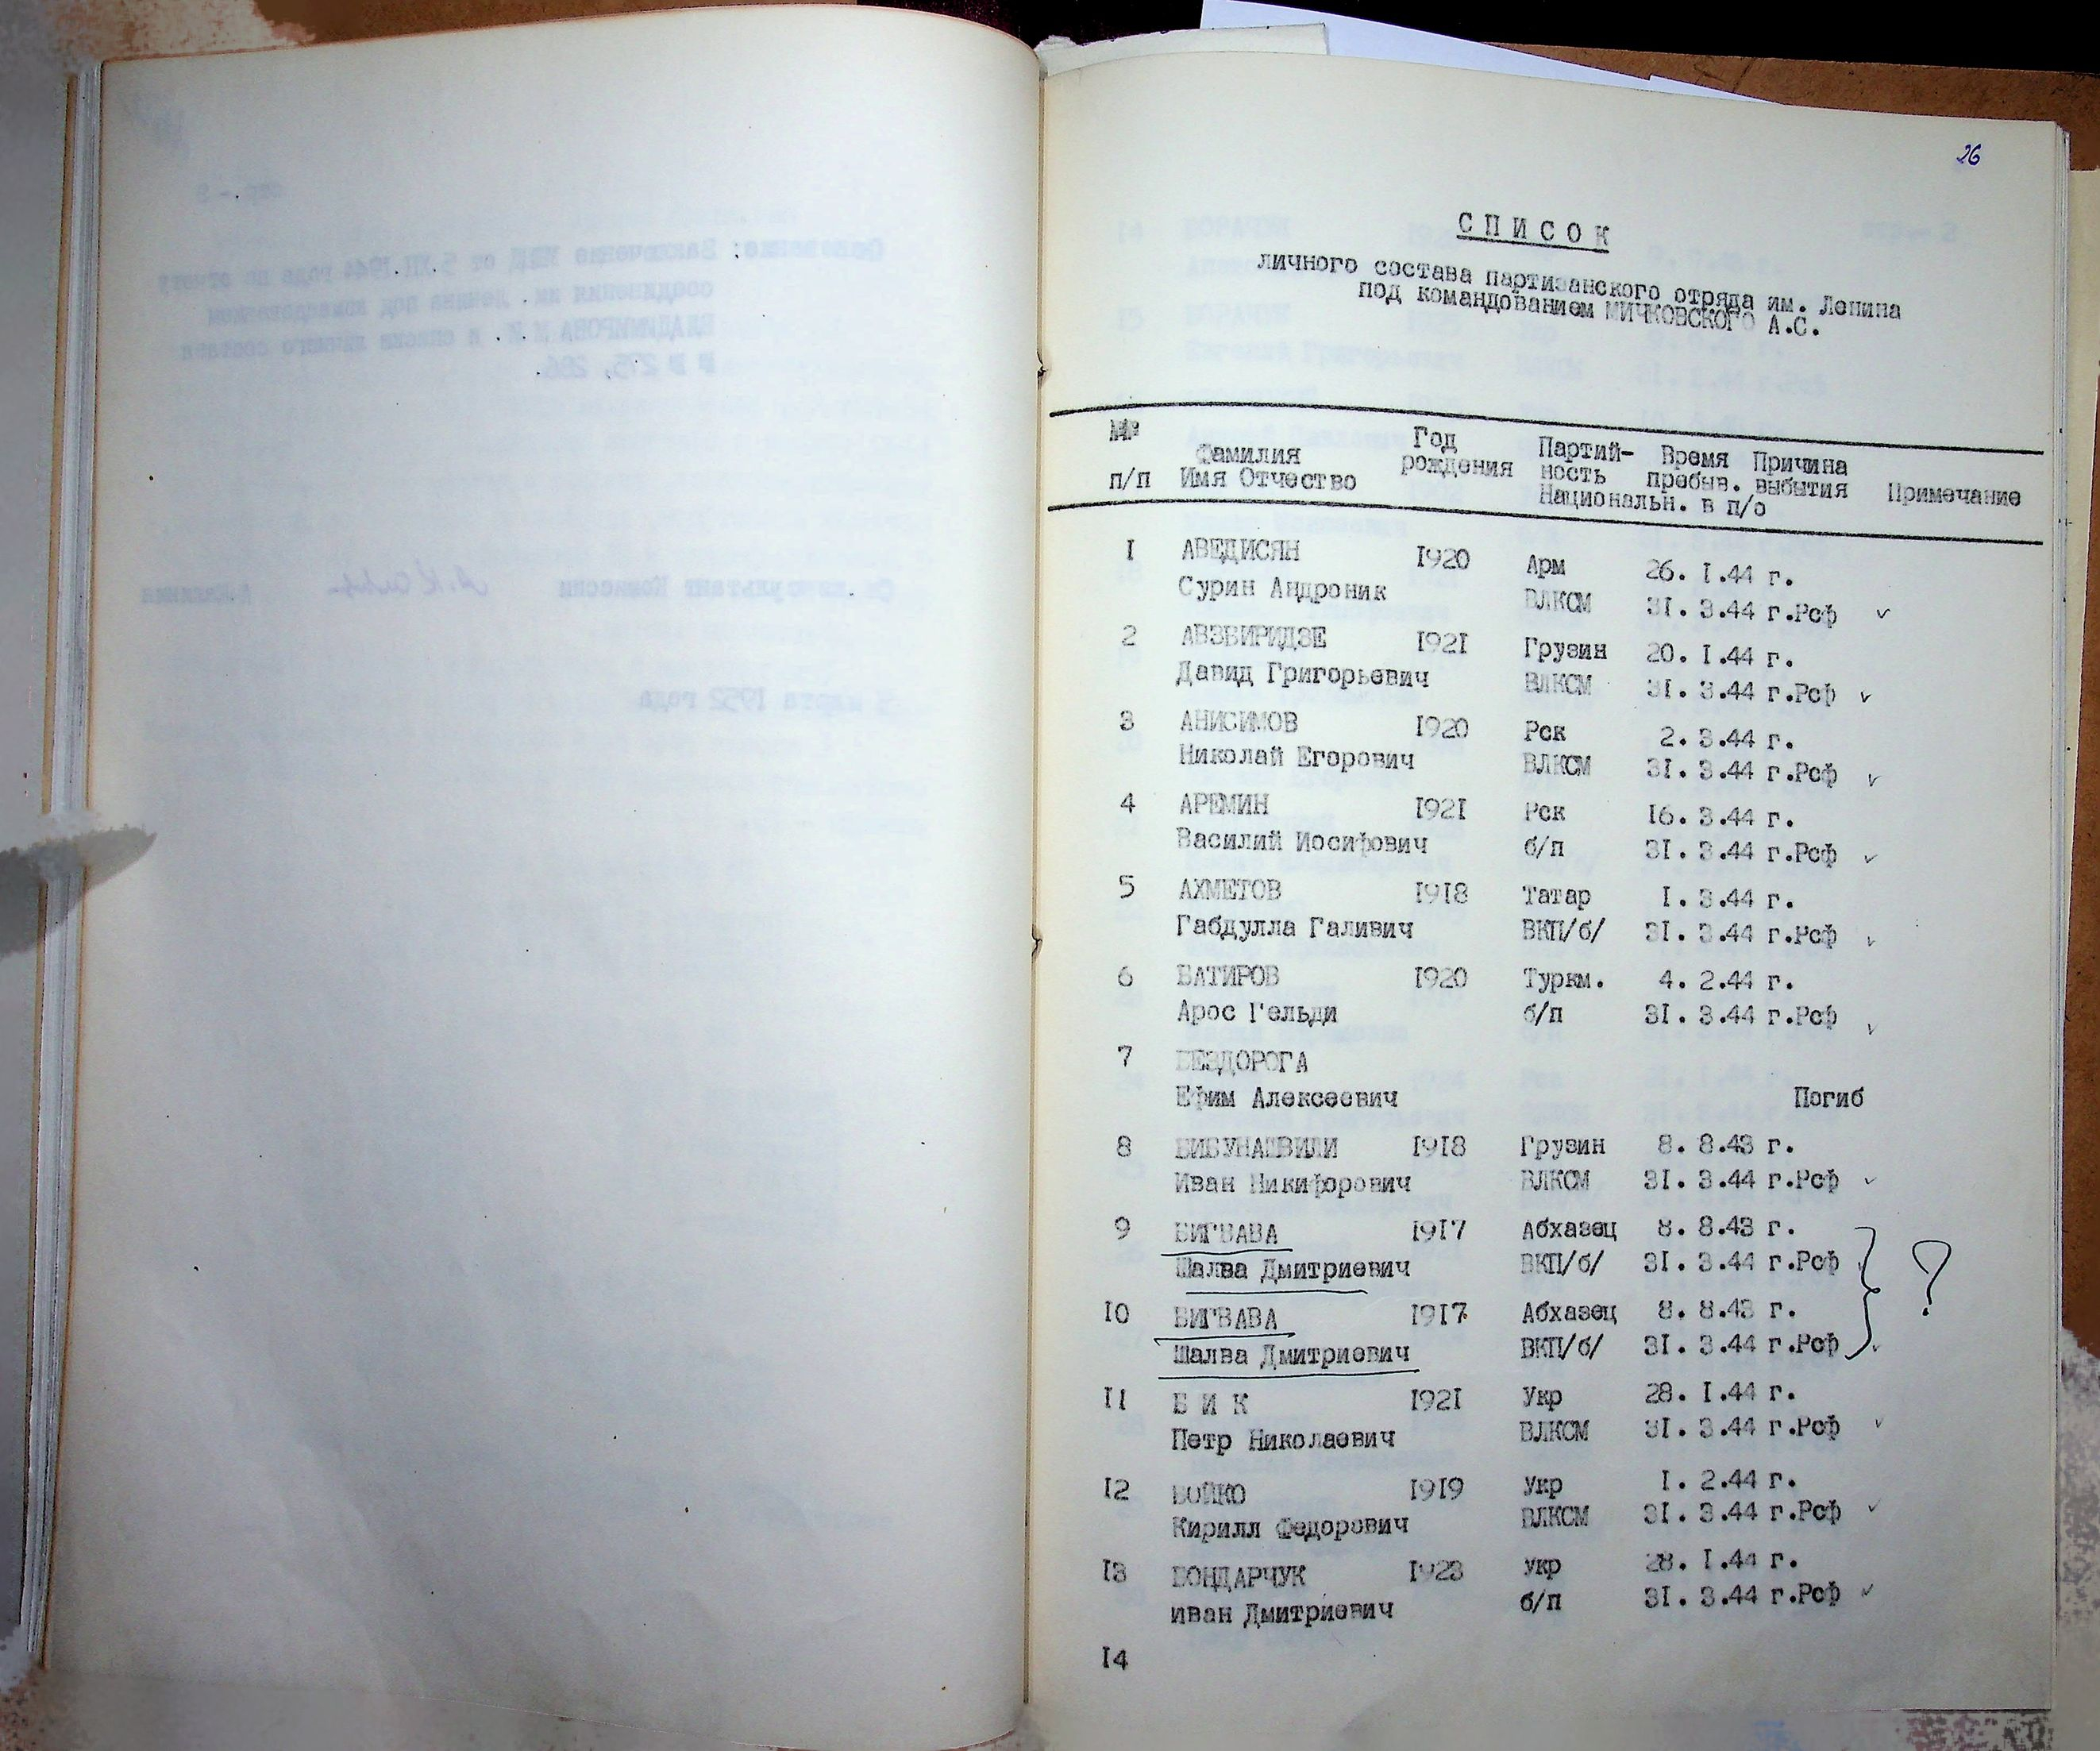 26
СПИСОК
личного состава партизанского отряда им. Ленина
под командованием МИЧКОВСКОГО А.С.
№№ Фамилия Год Партий- Время Причина
п/п Имя Отчество рождения ность пребыв. выбытия Примечание
Националь н. в п/о
1 АВЕДИСЯН 1920 Арм 26. 1.44 г.
Сурин Андроник ВЛКСМ 31. 3.44 г.Рсф
2 АВЗВИРИДЗЕ 1921 Грузин 20. 1.44 г.
Давид Григорьевич ВЛКСМ 31. 3.44 г.Рсф
3 АНИСИМОВ 1920 Рск 2. 3.44 г.
Николай Егорович ВЛКСМ 31. 3.44 г.Рсф
4 АРЕМИН 1921 Рск 16. 3.44 г.
Василий Иосифович б/п 31. 3.44 г.Рсф
5 АХМЕТОВ 1918 Татар 1. 3.44 г.
Габдулла Галивич ВКП/б/ 31. 3.44 г.Рсф
6 БАТИРОВ 1920 Туркм. 4. 2.44 г.
Арос Гельди б/п 31. 3.44 г.Рсф
7 БЕЗДОРОГА
Ефим Алексеевич Погиб
8 БИБУНАШВИЛИ 1918 Грузин 8. 8.43 г.
Иван Никифорович ВЛКСМ 31. 3.44 г.Рсф
9 БИГВАВА 1917 Абхазец 8. 8.43 г.
Шалва Дмитриевич ВКП/б/ 31. 3.44 г.Рсф
?
10 БИГВАВА 1917 Абхазец 8. 8.43 г.
Шалва Дмитриевич ВКП/б/ 31. 3.44 г.Рсф
11 Б И К 1921 Укр 28. 1.44 г.
Петр Николаевич ВЛКСМ 31. 3.44 г.Рсф
12 БОЙКО 1919 Укр 1. 2.44 г.
Кирилл Федорович ВЛКСМ 31. 3.44 г.Рсф
13 БОНДАРЧУК 1923 укр 28. 1.44 г.
иван Дмитриевич б/п 31. 3.44 г.Рсф
14